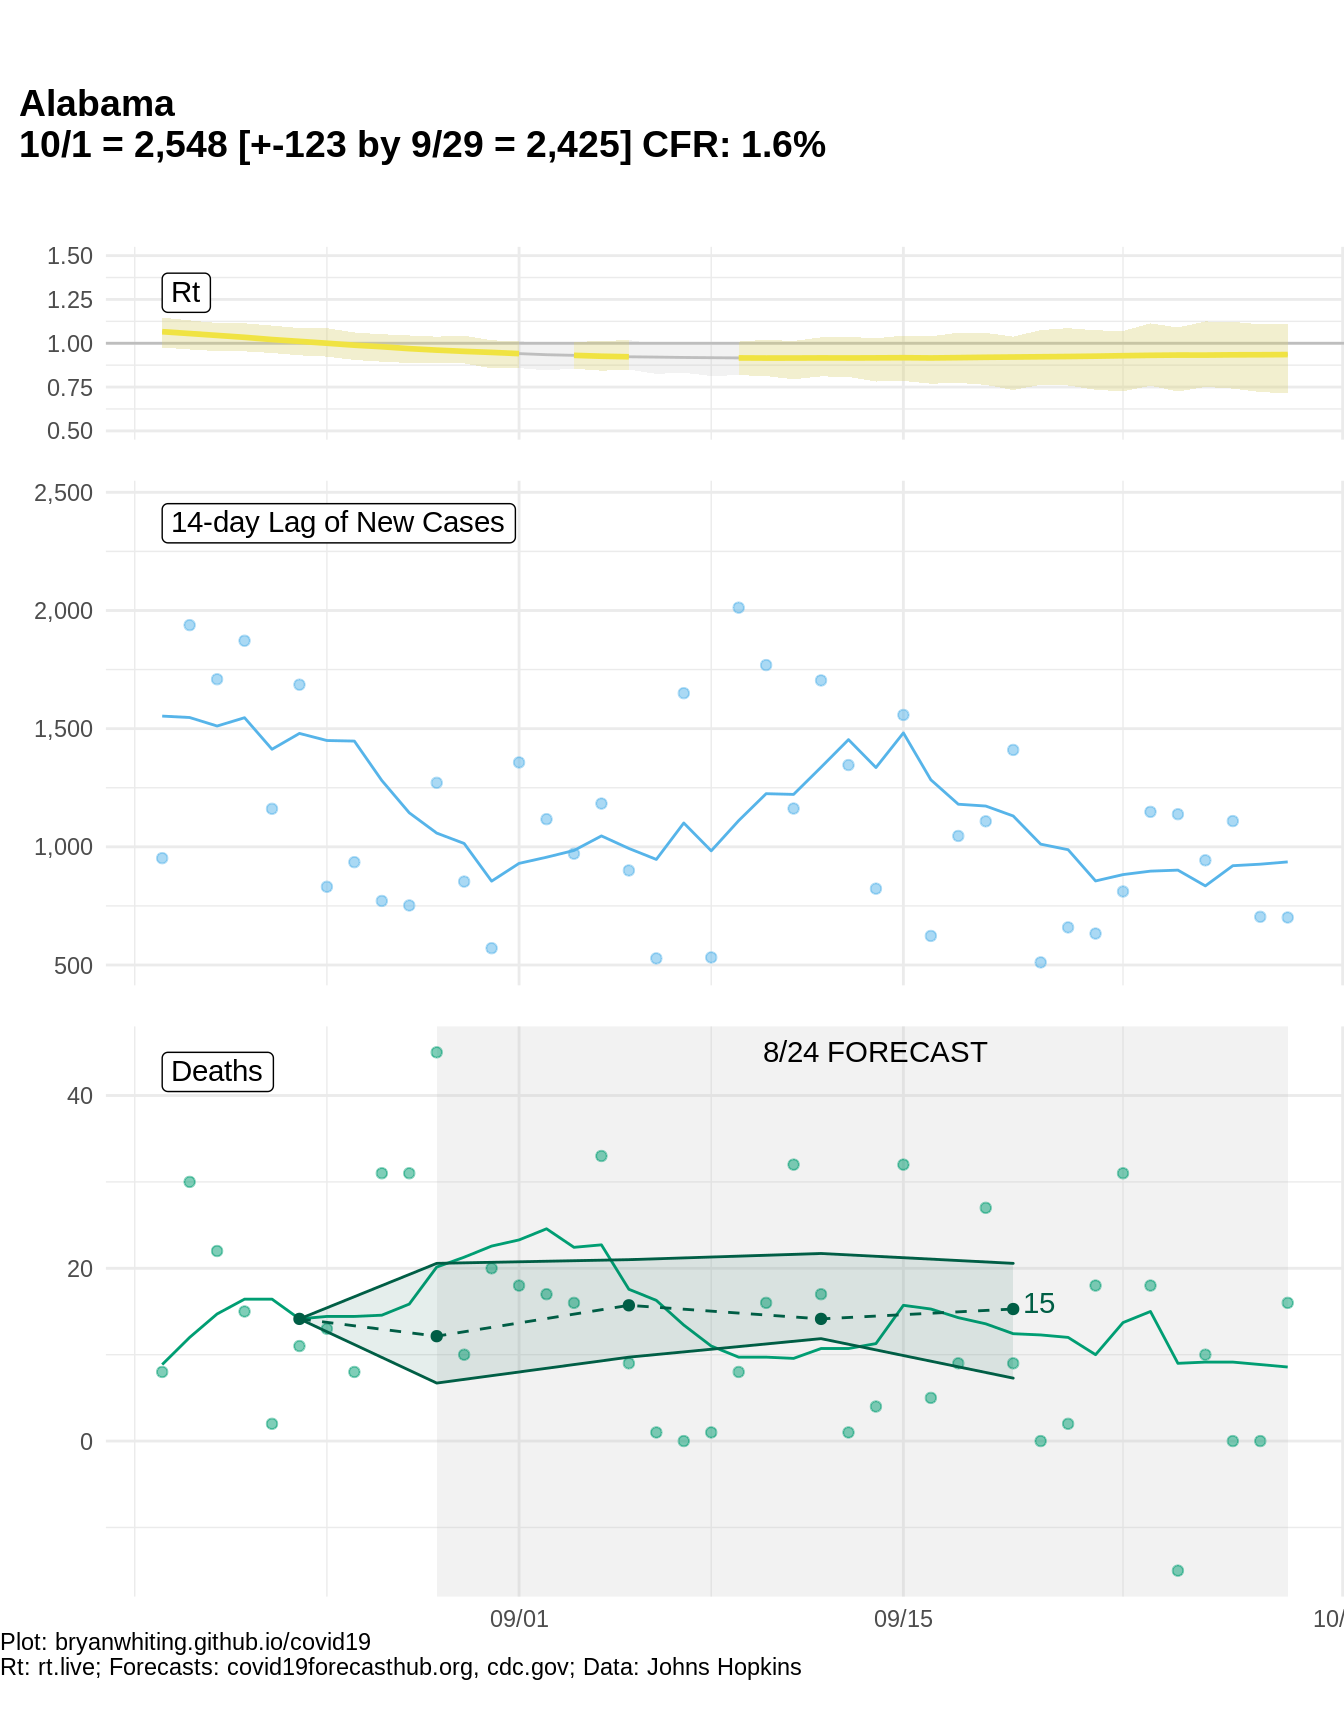 Alabama
10/1 = 2,548 [+-123 by 9/29 = 2,425] CFR: 1.6%
1.50
Rt
1.25
1.00
0.75
0.50
2,500
14-day Lag of New Cases
2,000
1,500
1,000
500
8/24 FORECAST
Deaths
40
20
15
0
09/01
09/15
10/
Plot: bryanwhiting.github.io/covid19
Rt: rt.live; Forecasts: covid19forecasthub.org, cdc.gov; Data: Johns Hopkins